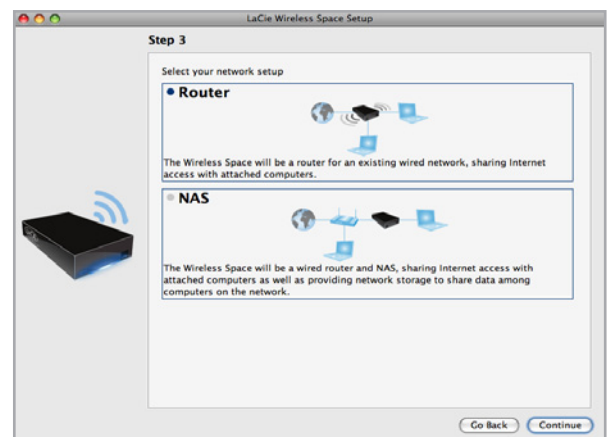 LaCie Wireless Space Setup
Step 3
Select your network setup
Router
The Wireless Space will be a router for an existing wired network, sharing Internet
access with attached computers.
NAS
The Wireless Space will be a wired router and NAS, sharing Internet access with
attached computers as well as providing network storage to share data among
computers on the network.
Go Back Continue